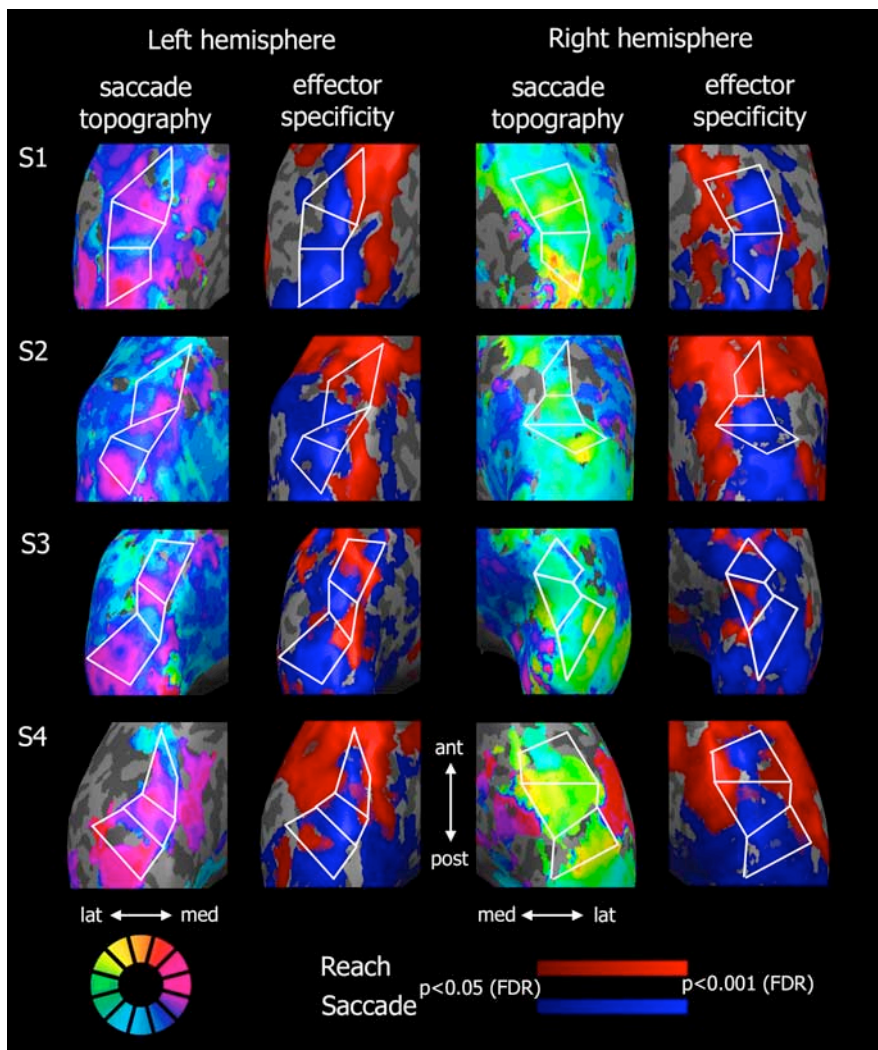 Left hemisphere
Right hemisphere
saccade
topography
effector
specificity
saccade
topography
effector
specificity
S1
S2
S3
S4
ant
post
lat
med
med
lat
Reach
Saccade
p<0.05 (FDR)
p<0.001 (FDR)